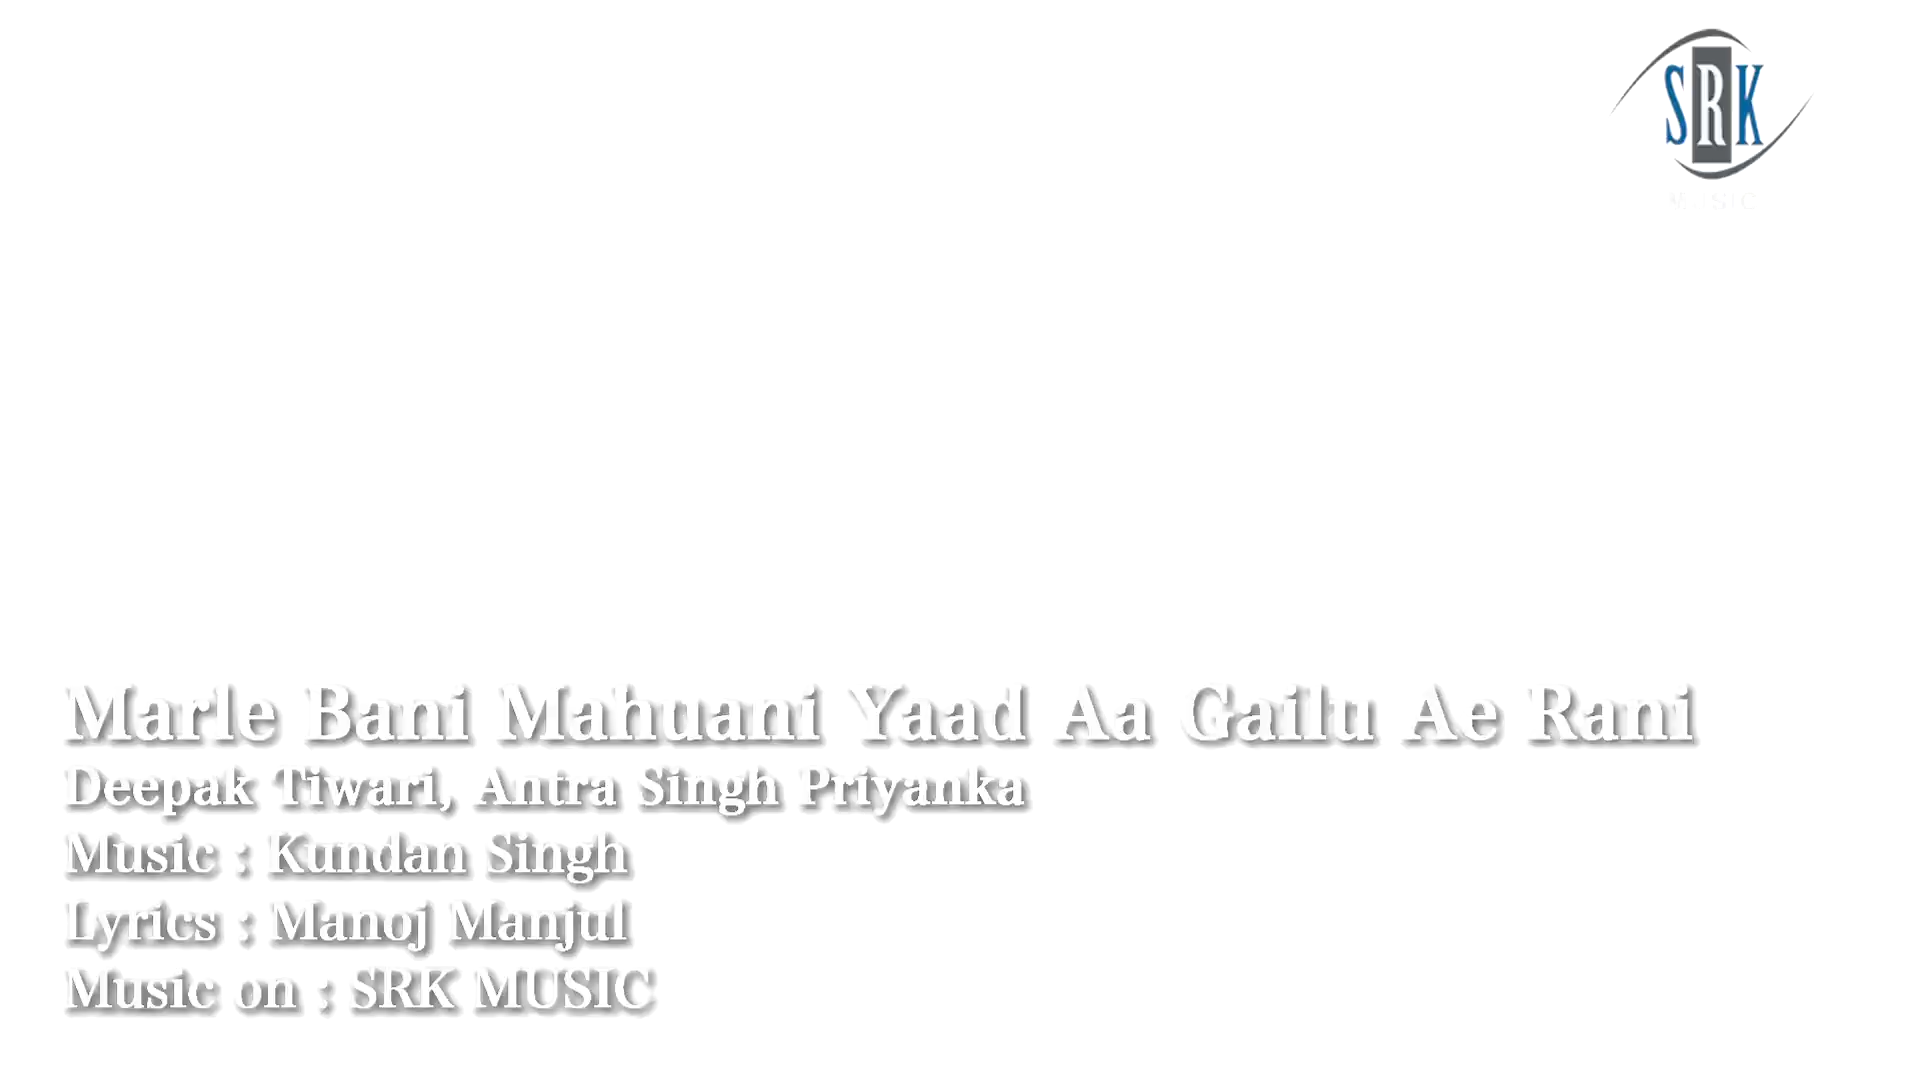 SRK
MUSIC
Marle Bani Mahuani Yaad Aa Gailu Ae Rani
Deepak Tiwari, Antra Singh Priyanka
Music : Kundan Singh
Lyrics : Manoj Manjul
Music on : SRK MUSIC